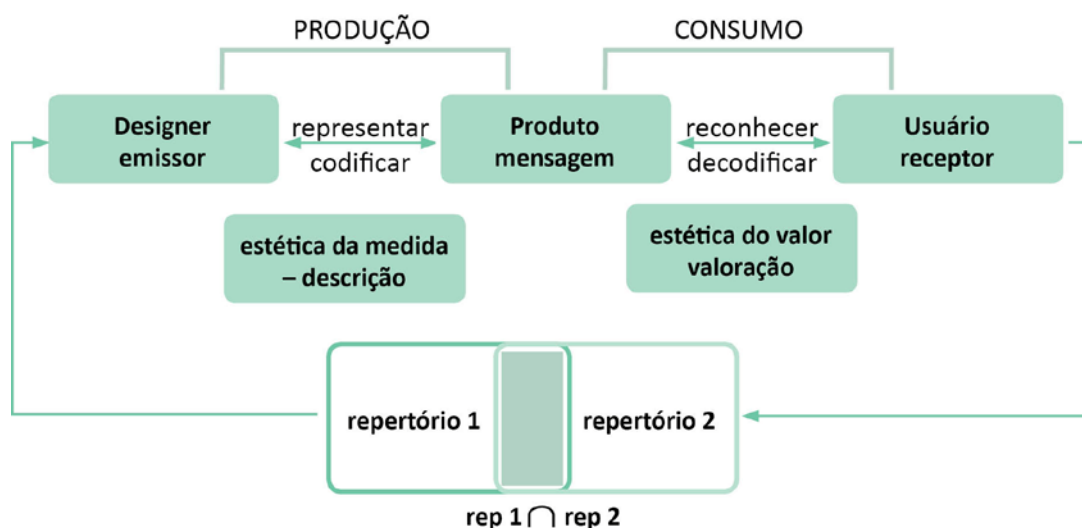 PRODUÇÃO
CONSUMO
Designer
emissor
representar
codificar
Produto
mensagem
reconhecer
decodificar
Usuário
receptor
estética da medida
– descrição
estética do valor
valoração
repertório 1
repertório 2
rep 1 ⋂ rep 2